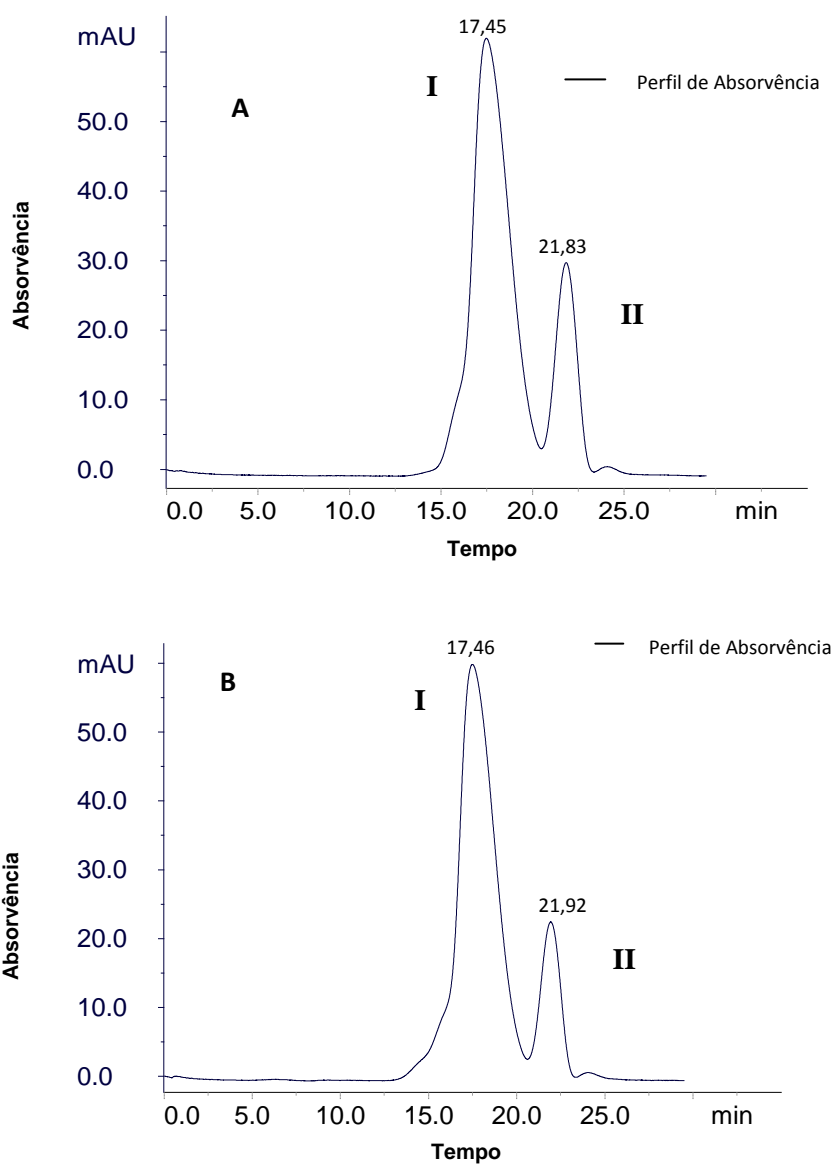 17,45
mAU
I
Perfil de Absorvência
A
50.0
40.0
21,83
30.0
II
20.0
10.0
0.0
Absorvência
0.0 5.0 10.0 15.0 20.0 25.0 min
Tempo
17,46
Perfil de Absorvência
mAU
B
I
50.0
40.0
30.0
21,92
20.0
II
10.0
0.0
Absorvência
0.0 5.0 10.0 15.0 20.0 25.0 min
Tempo